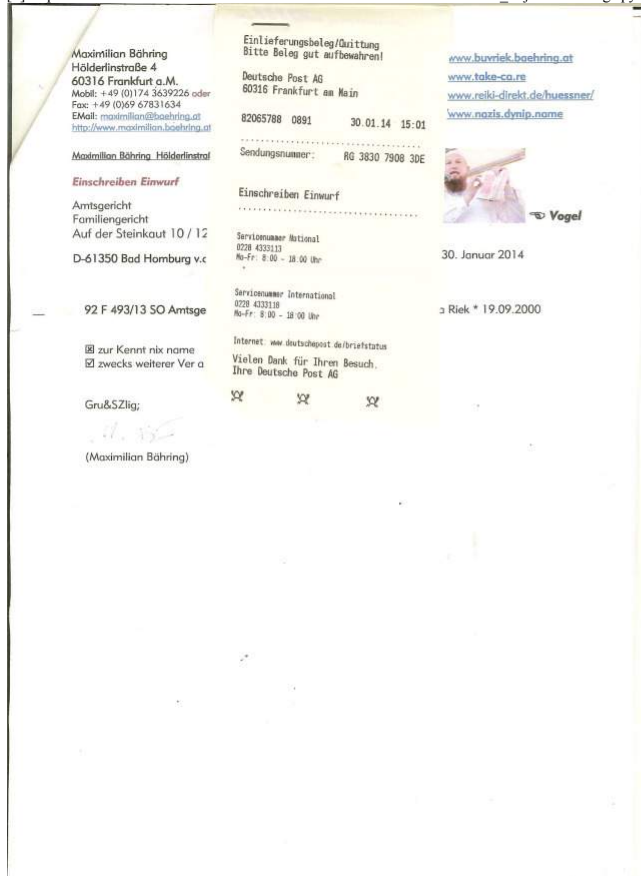 Maximilian Bähring
Hölderlinstraße 4
60316 Frankfurt a.M.
Mobil: +49 (0)174 3639226 oder
Fax: +49 (0)69 67831634
EMail: maximilian@baehring.at
http://www.maximilian.baehring.at
www.buvriek.baehring.at
www.take-ca.re
www.reiki-direkt.de/huessner/
www.nazis.dynip.name
Maximilian Bähring Hölderlinstraß
Einschreiben Einwurf
Vogel
Amtsgericht
Familiengericht
Auf der Steinkaut 10 / 12
D-61350 Bad Homburg v.d
30. Januar 2014
92 F 493/13 SO Amtsge
a Riek * 19.09.2000
☒ zur Kennt nix name
☑ zwecks weiterer Ver a
Gru&SZlig;
(Maximilian Bähring)
Einlieferungsbeleg/Quittung
Bitte Beleg gut aufbewahren!
Deutsche Post AG
60316 Frankfurt am Main
82065788 0891 30.01.14 15:01
Sendungsnummer: RG 3830 7908 3DE
Einschreiben Einwurf
Servicenummer National
0228 4333113
Mo-Fr: 8:00 - 18:00 Uhr
Servicenummer International
0228 4333118
Mo-Fr: 8:00 - 18:00 Uhr
Internet: www.deutschepost.de/briefstatus
Vielen Dank für Ihren Besuch.
Ihre Deutsche Post AG